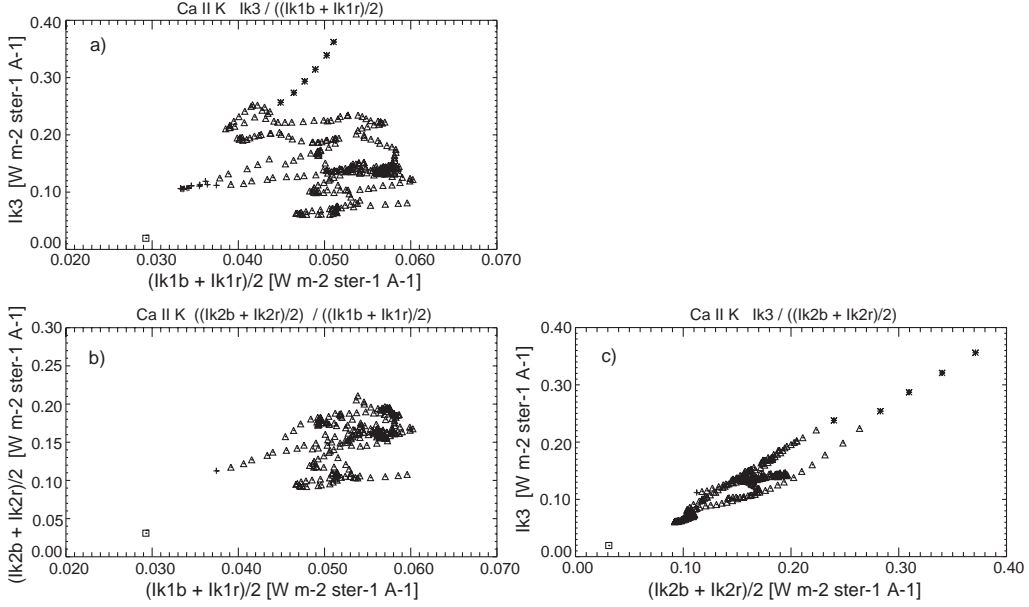 Ca II K Ik3 / ((Ik1b + Ik1r)/2)
a)
0.40
0.30
0.20
0.10
0.00
Ik3 [W m-2 ster-1 A-1]
0.020 0.030 0.040 0.050 0.060 0.070
(Ik1b + Ik1r)/2 [W m-2 ster-1 A-1]
Ca II K ((Ik2b + Ik2r)/2) / ((Ik1b + Ik1r)/2)
b)
0.30
0.25
0.20
0.15
0.10
0.05
0.00
(Ik2b + Ik2r)/2 [W m-2 ster-1 A-1]
0.020 0.030 0.040 0.050 0.060 0.070
(Ik1b + Ik1r)/2 [W m-2 ster-1 A-1]
Ca II K Ik3 / ((Ik2b + Ik2r)/2)
c)
0.40
0.30
0.20
0.10
0.00
Ik3 [W m-2 ster-1 A-1]
0.00 0.10 0.20 0.30 0.40
(Ik2b + Ik2r)/2 [W m-2 ster-1 A-1]